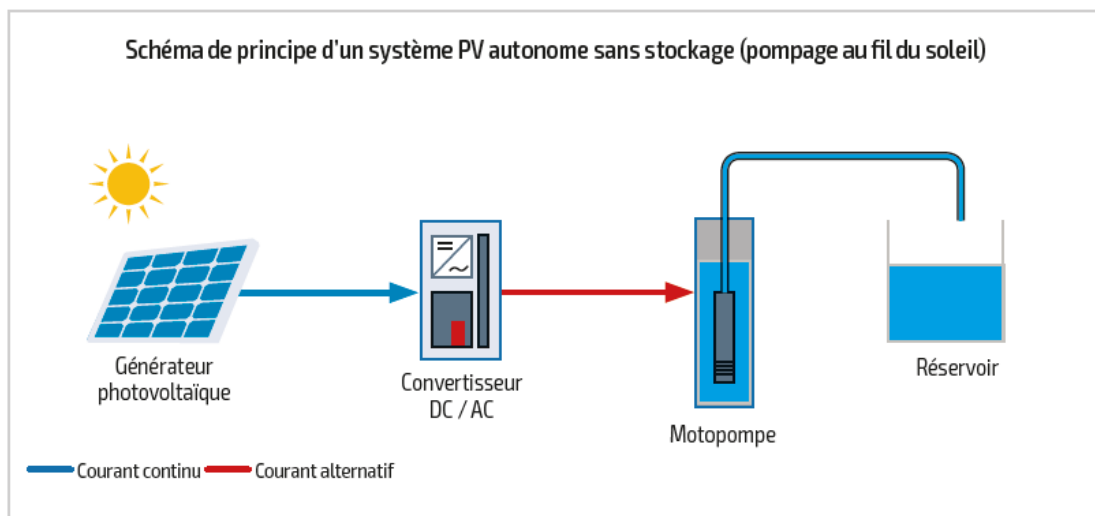 Schéma de principe d'un système PV autonome sans stockage (pompage au fil du soleil)
Générateur
photovoltaïque
Convertisseur
DC / AC
Motopompe
Réservoir
Courant continu
Courant alternatif